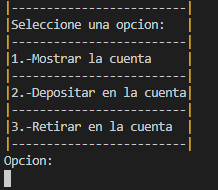 |-------------------------|
|Seleccione una opcion:   |
|-------------------------|
|1.-Mostrar la cuenta     |
|-------------------------|
|2.-Depositar en la cuenta|
|-------------------------|
|3.-Retirar en la cuenta  |
|-------------------------|
Opcion: